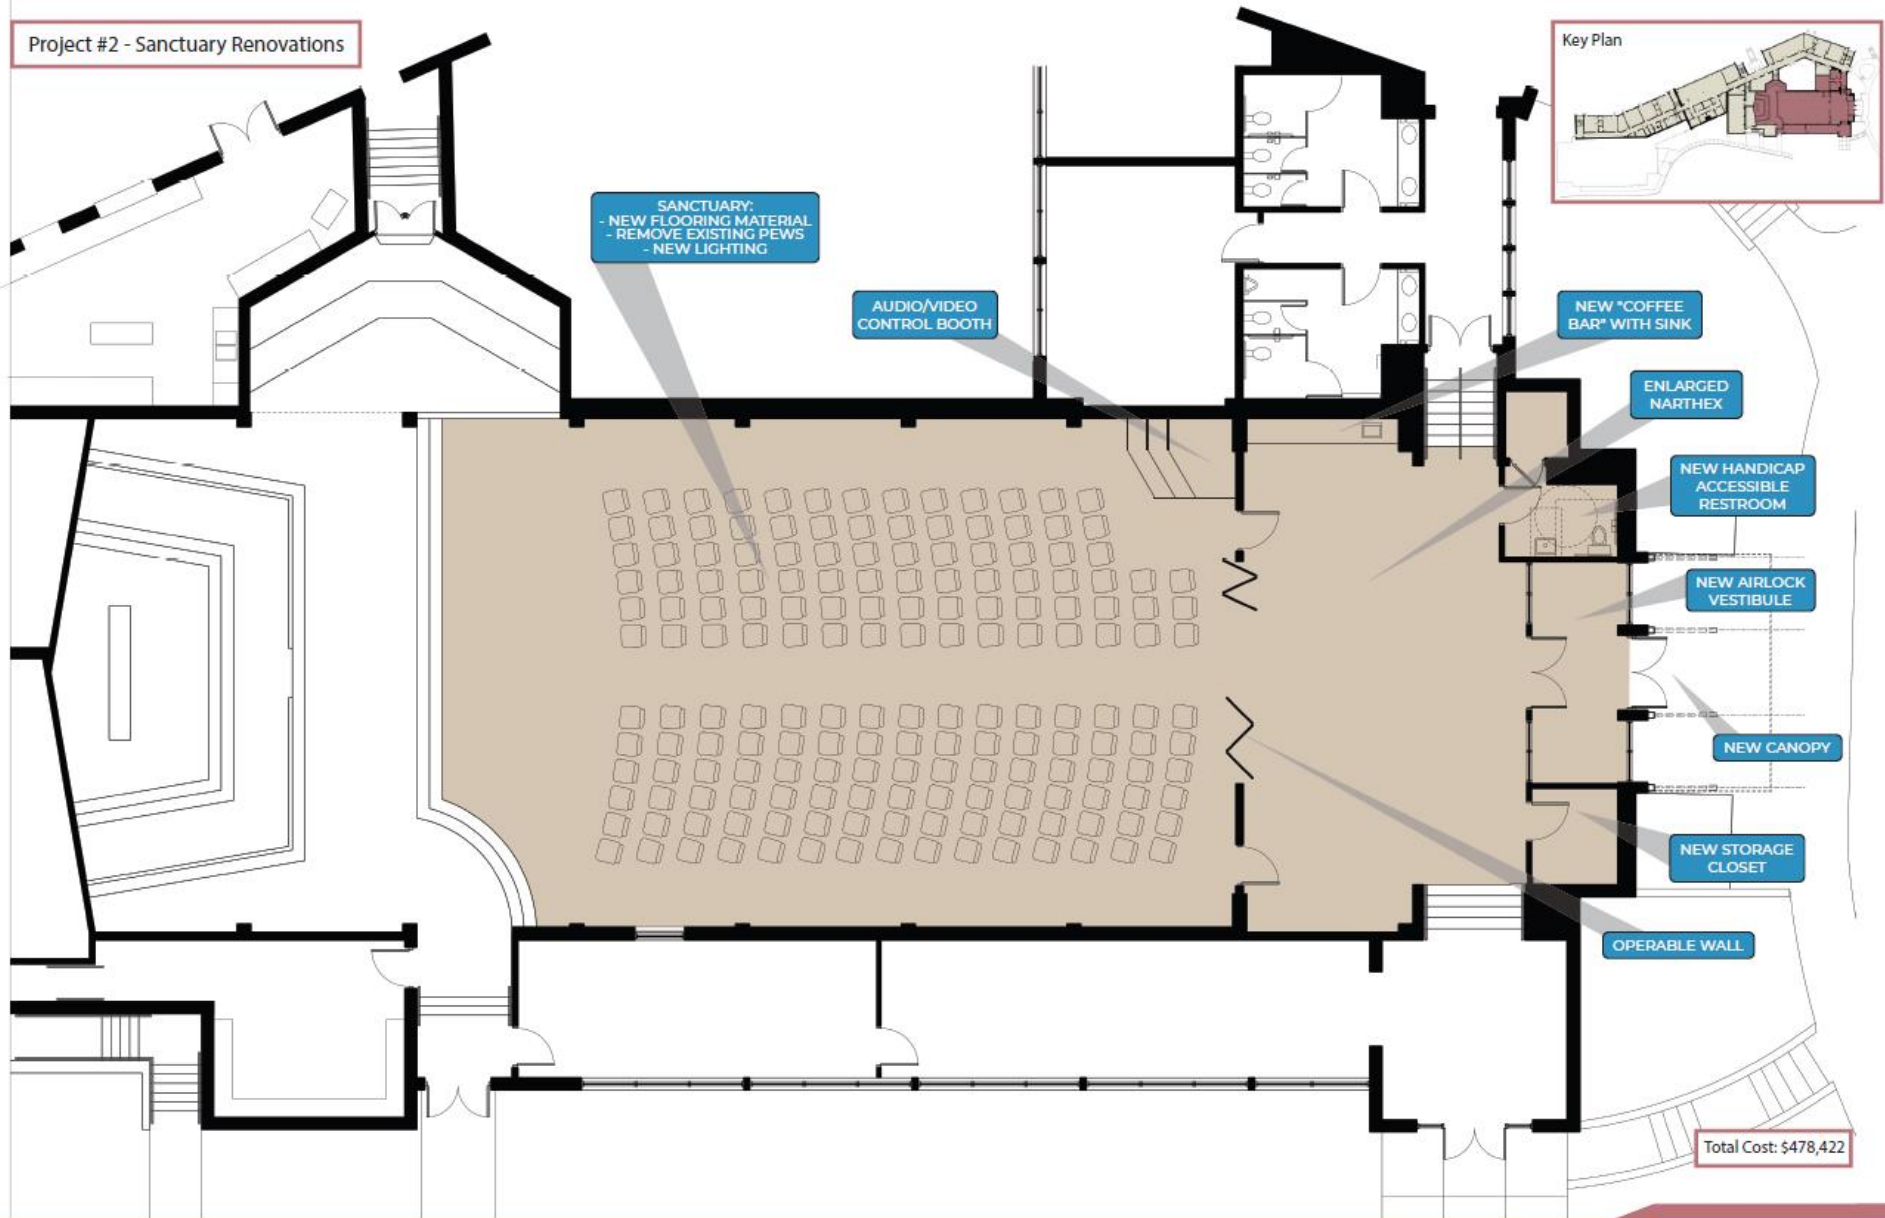 Project #2 - Sanctuary Renovations
Key Plan
SANCTUARY:
- NEW FLOORING MATERIAL
- REMOVE EXISTING PEWS
- NEW LIGHTING
AUDIO/VIDEO
CONTROL BOOTH
NEW "COFFEE
BAR" WITH SINK
ENLARGED
NARTHEX
NEW HANDICAP
ACCESSIBLE
RESTROOM
NEW AIRLOCK
VESTIBULE
NEW CANOPY
NEW STORAGE
CLOSET
OPERABLE WALL
Total Cost: $478,422